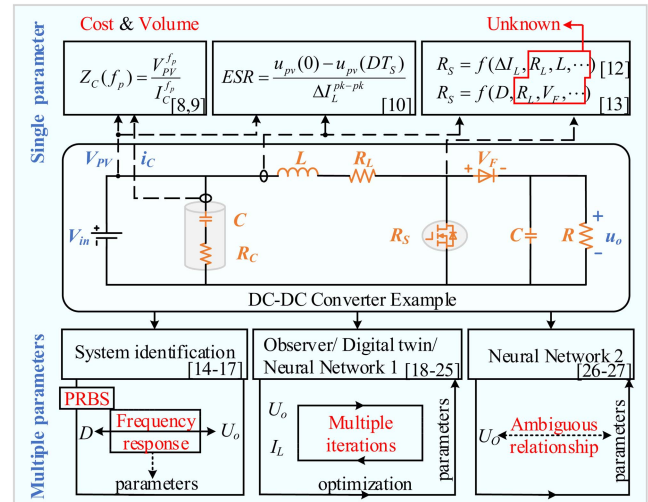 Cost & Volume
Unknown
Single parameter
Z_C(f_p) = V_PV^{f_p} / I_C^{f_p}
[8,9]
ESR = (u_pv(0) − u_pv(DT_S)) / ΔI_L^{pk-pk}
[10]
R_S = f(ΔI_L, R_L, L, ···) [12]
R_S = f(D, R_L, V_F, ···) [13]
V_PV
i_C
L
R_L
V_F
+ -
V_in
+
C
R_C
R_S
C
R
+
u_o
-
DC-DC Converter Example
Multiple parameters
System identification
[14-17]
Observer/ Digital twin/
Neural Network 1 [18-25]
Neural Network 2
[26-27]
PRBS
D
Frequency
response
U_o
parameters
U_o
I_L
Multiple
iterations
optimization
parameters
U_O
Ambiguous
relationship
parameters